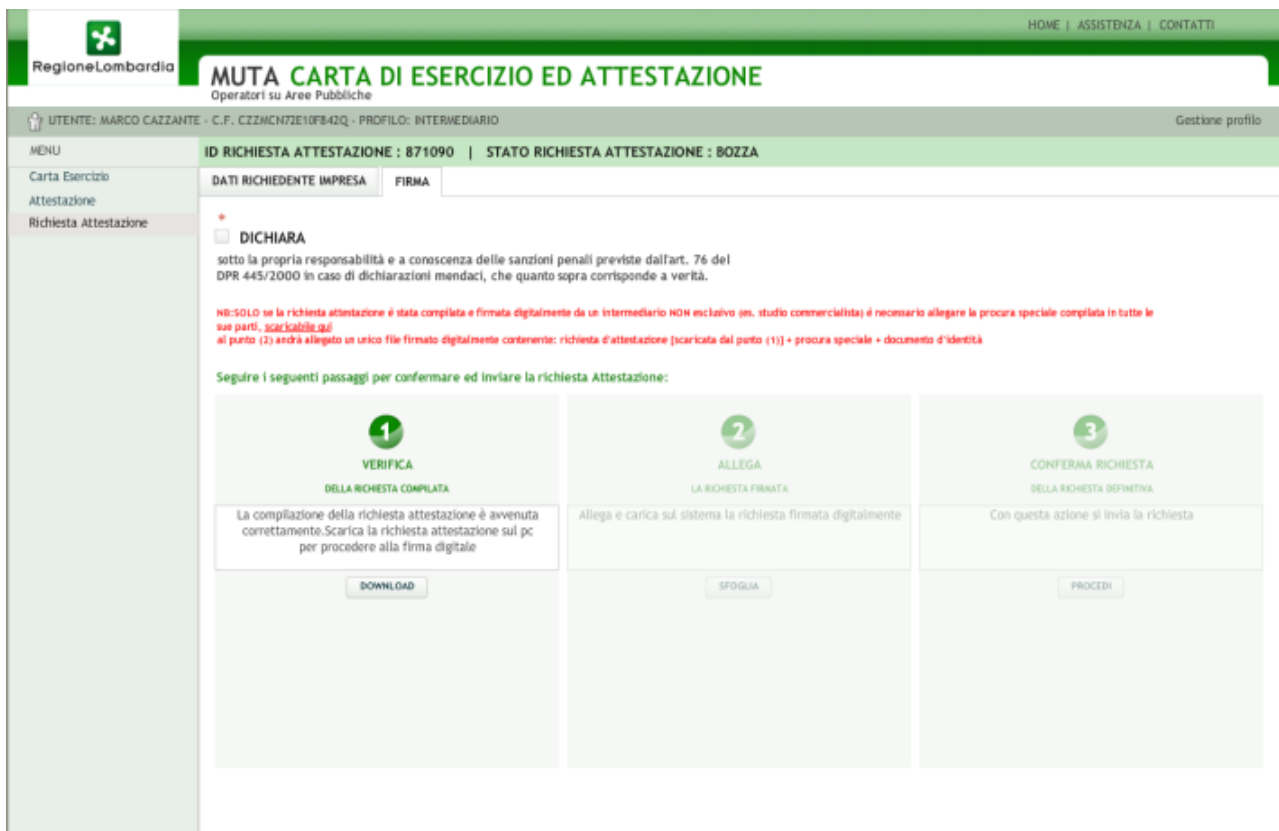 HOME | ASSISTENZA | CONTATTI
RegioneLombardia
MUTA CARTA DI ESERCIZIO ED ATTESTAZIONE
Operatori su Aree Pubbliche
UTENTE: MARCO CAZZANTE - C.F. CZZMCN72E10F842Q - PROFILO: INTERMEDIARIO
Gestione profilo
MENU
Carta Esercizio
Attestazione
Richiesta Attestazione
ID RICHIESTA ATTESTAZIONE : 871090 | STATO RICHIESTA ATTESTAZIONE : BOZZA
DATI RICHIEDENTE IMPRESA
FIRMA
*
DICHIARA
sotto la propria responsabilità e a conoscenza delle sanzioni penali previste dall'art. 76 del
DPR 445/2000 in caso di dichiarazioni mendaci, che quanto sopra corrisponde a verità.
NB:SOLO se la richiesta attestazione é stata compilata e firmata digitalmente da un intermediario NON esclusivo (es. studio commercialista) é necessario allegare la procura speciale compilata in tutte le
sue parti, scaricabile qui
al punto (2) andrà allegato un unico file firmato digitalmente contenente: richiesta d'attestazione [scaricata dal punto (1)] + procura speciale + documento d'identità
Seguire i seguenti passaggi per confermare ed inviare la richiesta Attestazione:
1
VERIFICA
DELLA RICHIESTA COMPILATA
La compilazione della richiesta attestazione è avvenuta
correttamente.Scarica la richiesta attestazione sul pc
per procedere alla firma digitale
DOWNLOAD
2
ALLEGA
LA RICHIESTA FIRMATA
Allega e carica sul sistema la richiesta firmata digitalmente
SFOGLIA
3
CONFERMA RICHIESTA
DELLA RICHIESTA DEFINITIVA
Con questa azione si invia la richiesta
PROCEDI